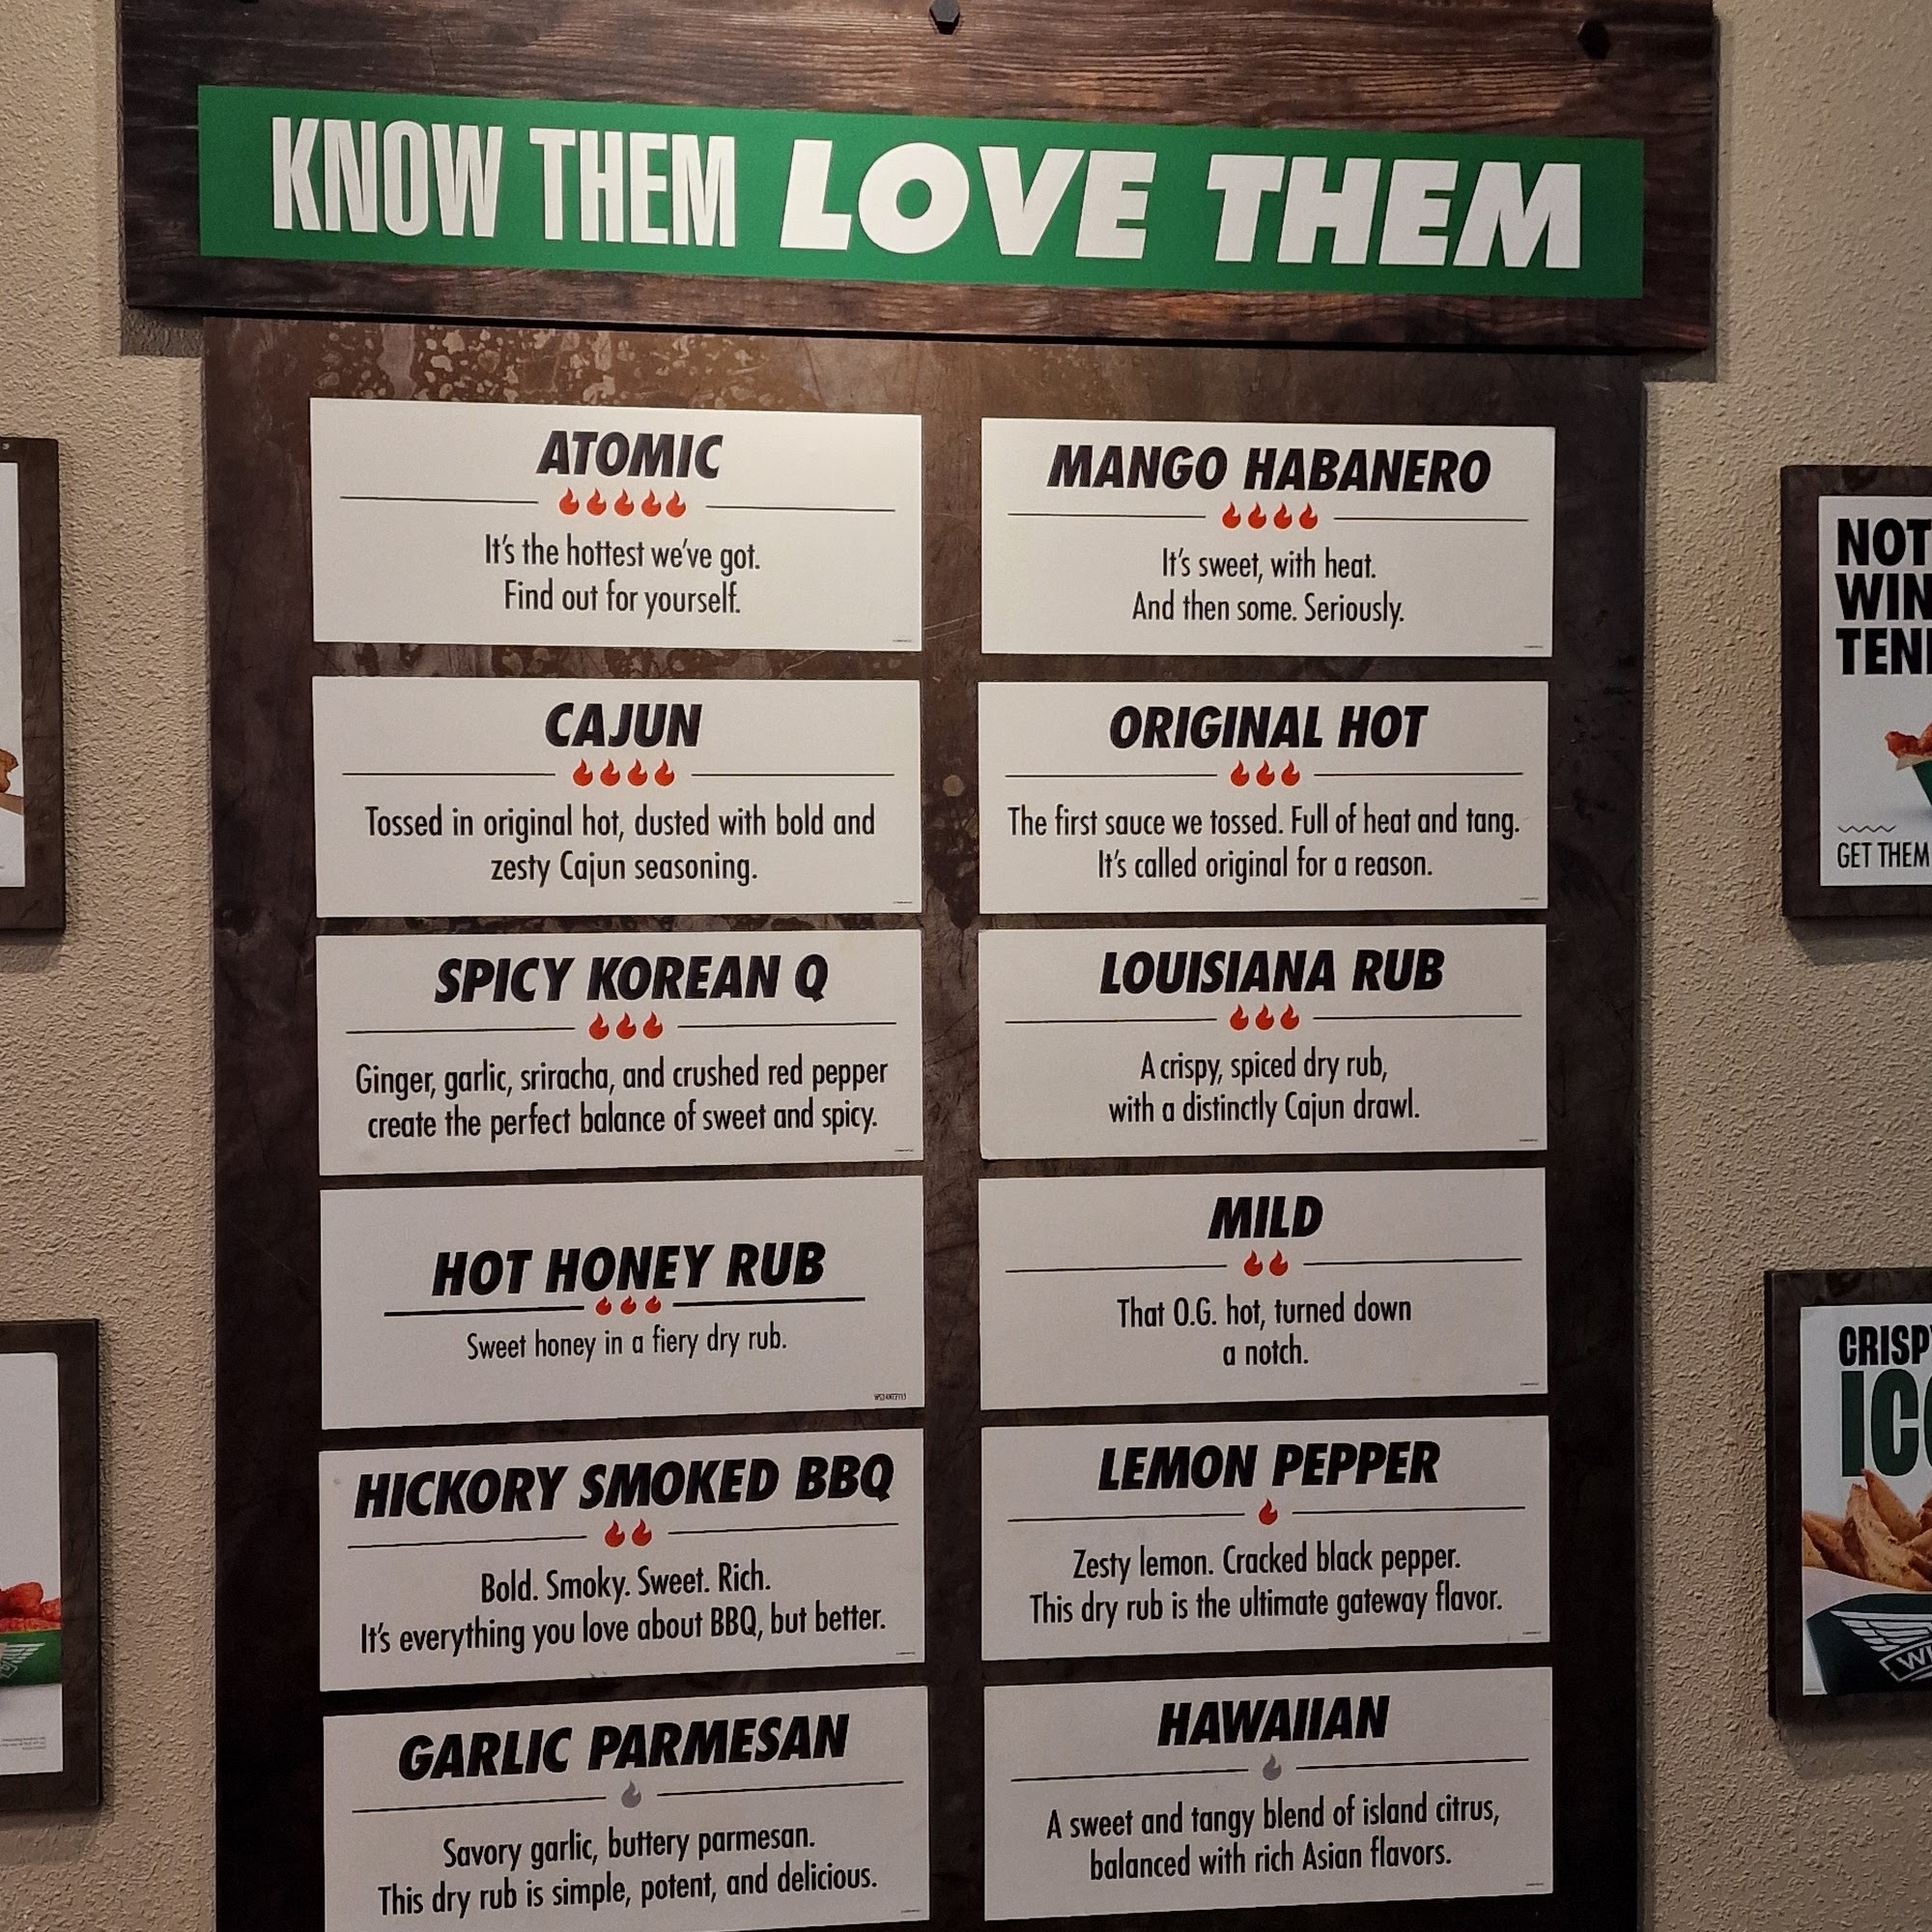 KNOW THEM LOVE THEM
ATOMIC
It's the hottest we've got.
Find out for yourself.
MANGO HABANERO
It's sweet, with heat.
And then some. Seriously.
CAJUN
Tossed in original hot, dusted with bold and
zesty Cajun seasoning.
ORIGINAL HOT
The first sauce we tossed. Full of heat and tang.
It's called original for a reason.
SPICY KOREAN Q
Ginger, garlic, sriracha, and crushed red pepper
create the perfect balance of sweet and spicy.
LOUISIANA RUB
A crispy, spiced dry rub,
with a distinctly Cajun drawl.
HOT HONEY RUB
Sweet honey in a fiery dry rub.
MILD
That O.G. hot, turned down
a notch.
HICKORY SMOKED BBQ
Bold. Smoky. Sweet. Rich.
It's everything you love about BBQ, but better.
LEMON PEPPER
Zesty lemon. Cracked black pepper.
This dry rub is the ultimate gateway flavor.
GARLIC PARMESAN
Savory garlic, buttery parmesan.
This dry rub is simple, potent, and delicious.
HAWAIIAN
A sweet and tangy blend of island citrus,
balanced with rich Asian flavors.
NOT
WIN
TEN
GET THEM
CRISP
IC